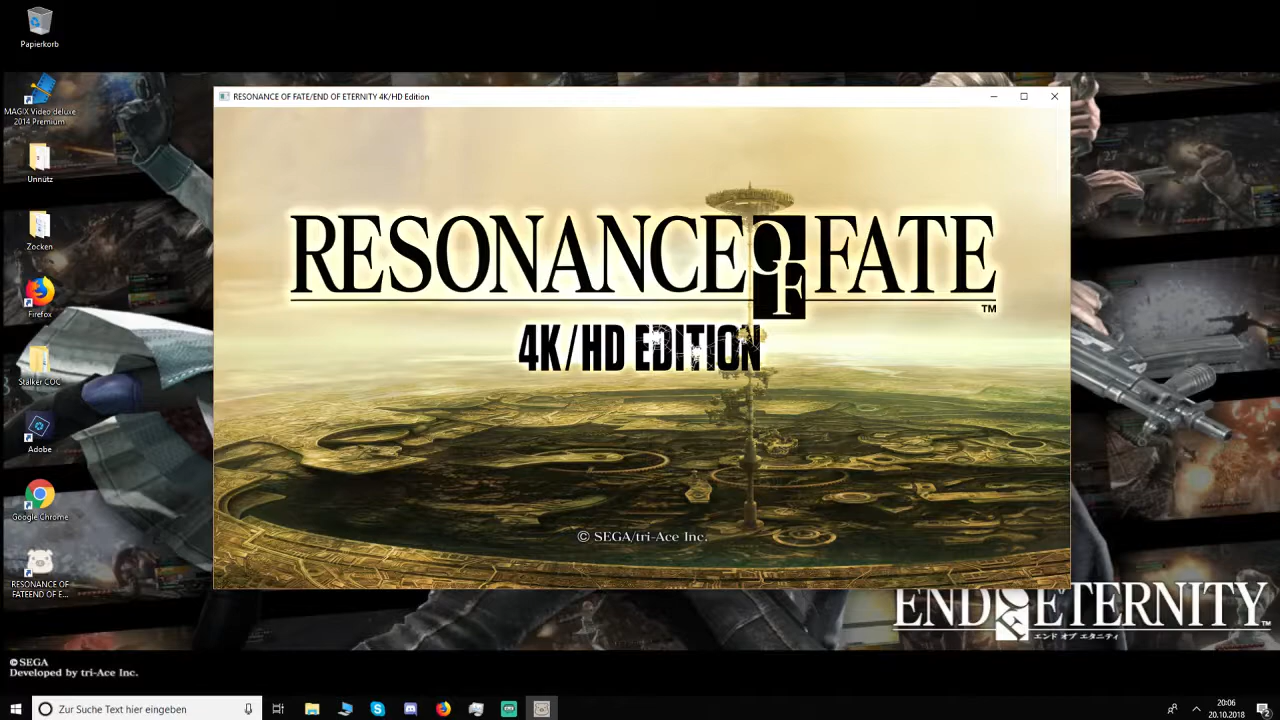 Papierkorb
MAGIX Video deluxe
2014 Premium
Unnütz
Zocken
Firefox
Stalker COC
Adobe
Google Chrome
RESONANCE OF
FATEEND OF E...
RESONANCE OF FATE/END OF ETERNITY 4K/HD Edition
RESONANCE OF FATE™
4K/HD EDITION
© SEGA/tri-Ace Inc.
END OF ETERNITY™
エンド オブ エタニティ
©SEGA
Developed by tri-Ace Inc.
Zur Suche Text hier eingeben
20:06
20.10.2018
2